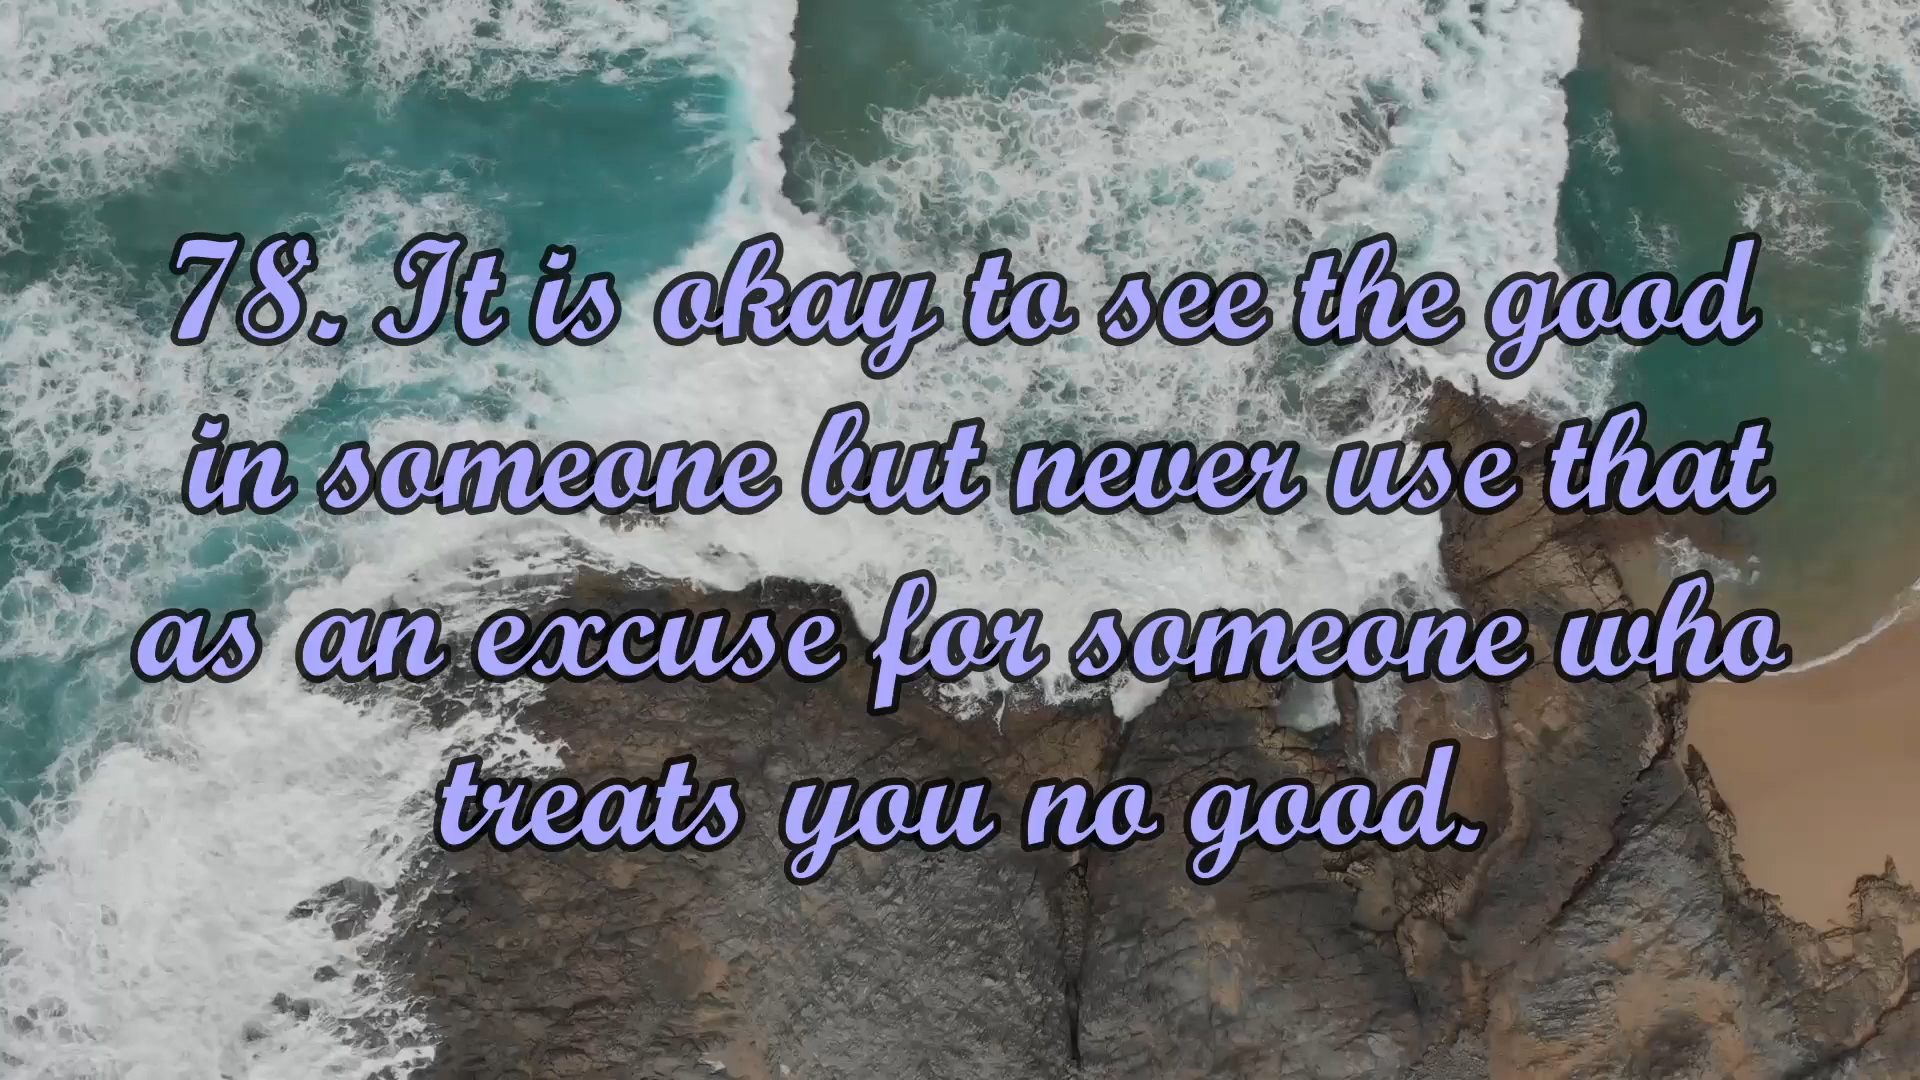 78. It is okay to see the good
in someone but never use that
as an excuse for someone who
treats you no good.